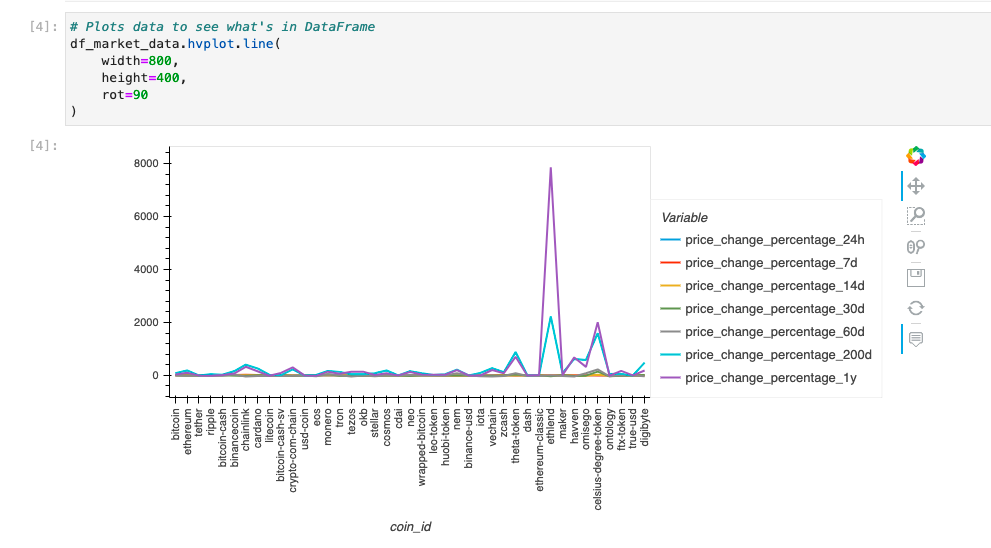 [4]:
# Plots data to see what's in DataFrame
df_market_data.hvplot.line(
    width=800,
    height=400,
    rot=90
)
[4]:
8000
6000
4000
2000
0
bitcoin
ethereum
tether
ripple
bitcoin-cash
binancecoin
chainlink
cardano
litecoin
bitcoin-cash-sv
crypto-com-chain
usd-coin
eos
monero
tron
tezos
okb
stellar
cosmos
cdai
neo
wrapped-bitcoin
leo-token
huobi-token
nem
binance-usd
iota
vechain
zcash
theta-token
dash
ethereum-classic
ethlend
maker
havven
omisego
celsius-degree-token
ontology
ftx-token
true-usd
digibyte
coin_id
Variable
price_change_percentage_24h
price_change_percentage_7d
price_change_percentage_14d
price_change_percentage_30d
price_change_percentage_60d
price_change_percentage_200d
price_change_percentage_1y